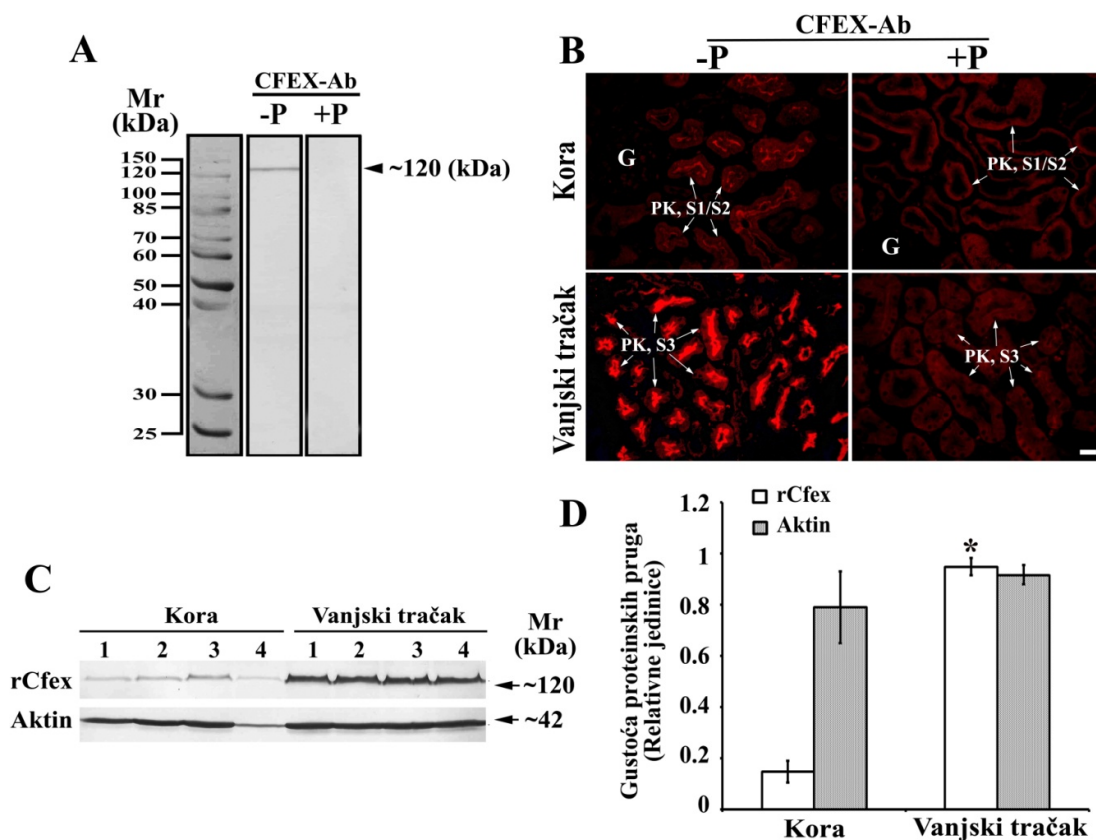 A
CFEX-Ab
Mr
(kDa)
-P +P
150
120
100
85
70
60
50
40
30
25
~120 (kDa)
B
CFEX-Ab
-P +P
Kora
G
PK, S1/S2
PK, S1/S2
G
Vanjski tračak
PK, S3
PK, S3
C
Kora Vanjski tračak Mr
(kDa)
1 2 3 4 1 2 3 4
rCfex ~120
Aktin ~42
D
rCfex
Aktin
Gustoća proteinskih pruga
(Relativne jedinice)
1.2
1
0.8
0.6
0.4
0.2
0
*
Kora Vanjski tračak